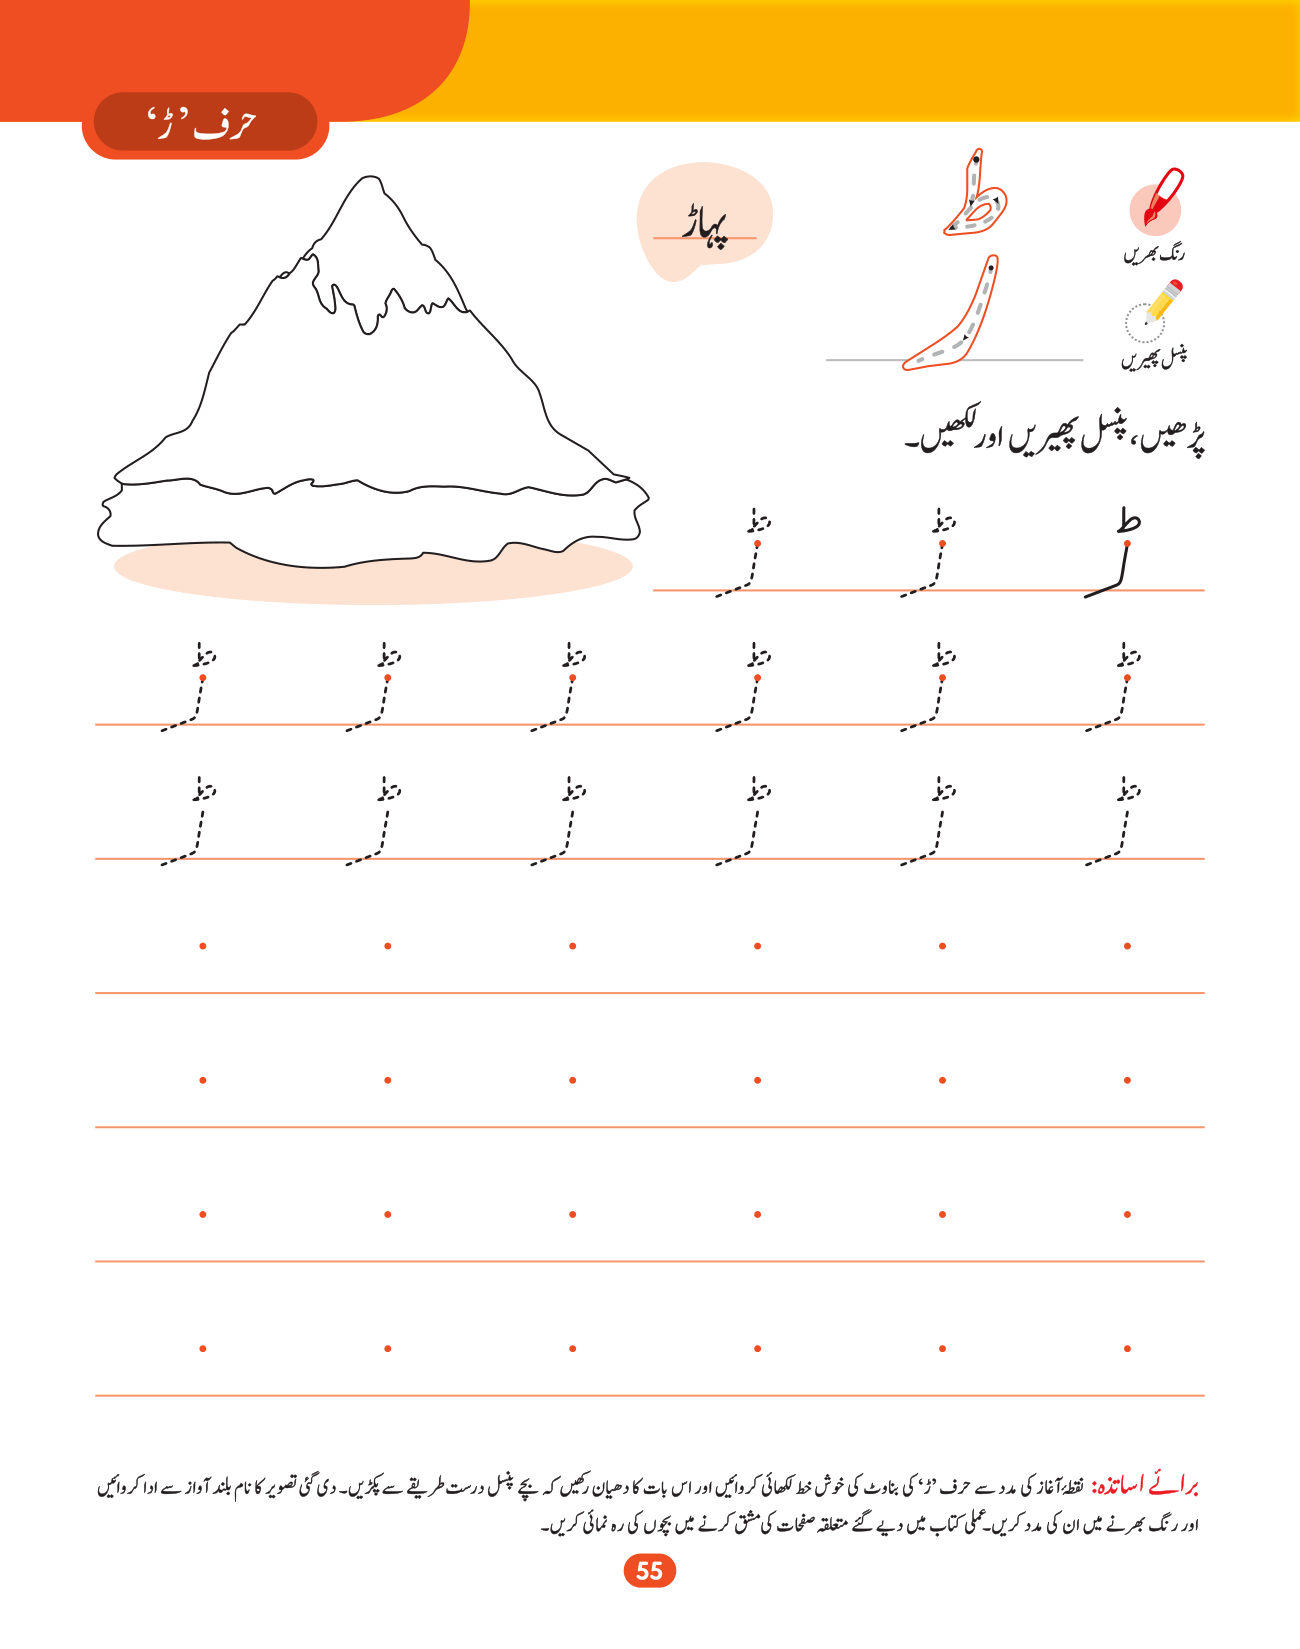 حرف ’ڑ‘
پہاڑ
رنگ بھریں
پنسل پھیریں
ڑ
پڑھیں، پنسل پھیریں اور لکھیں۔
ڑ ڑ ڑ
ڑ ڑ ڑ ڑ ڑ ڑ
ڑ ڑ ڑ ڑ ڑ ڑ
برائے اساتذہ: نقطۂ آغاز کی مدد سے حرف ’ڑ‘ کی بناوٹ کی خوش خط لکھائی کروائیں اور اس بات کا دھیان رکھیں کہ بچے پنسل درست طریقے سے پکڑیں۔ دی گئی تصویر کا نام بلند آواز سے ادا کروائیں
اور رنگ بھرنے میں ان کی مدد کریں۔ عملی کتاب میں دیے گئے متعلقہ صفحات کی مشق کرنے میں بچوں کی رہ نمائی کریں۔
55